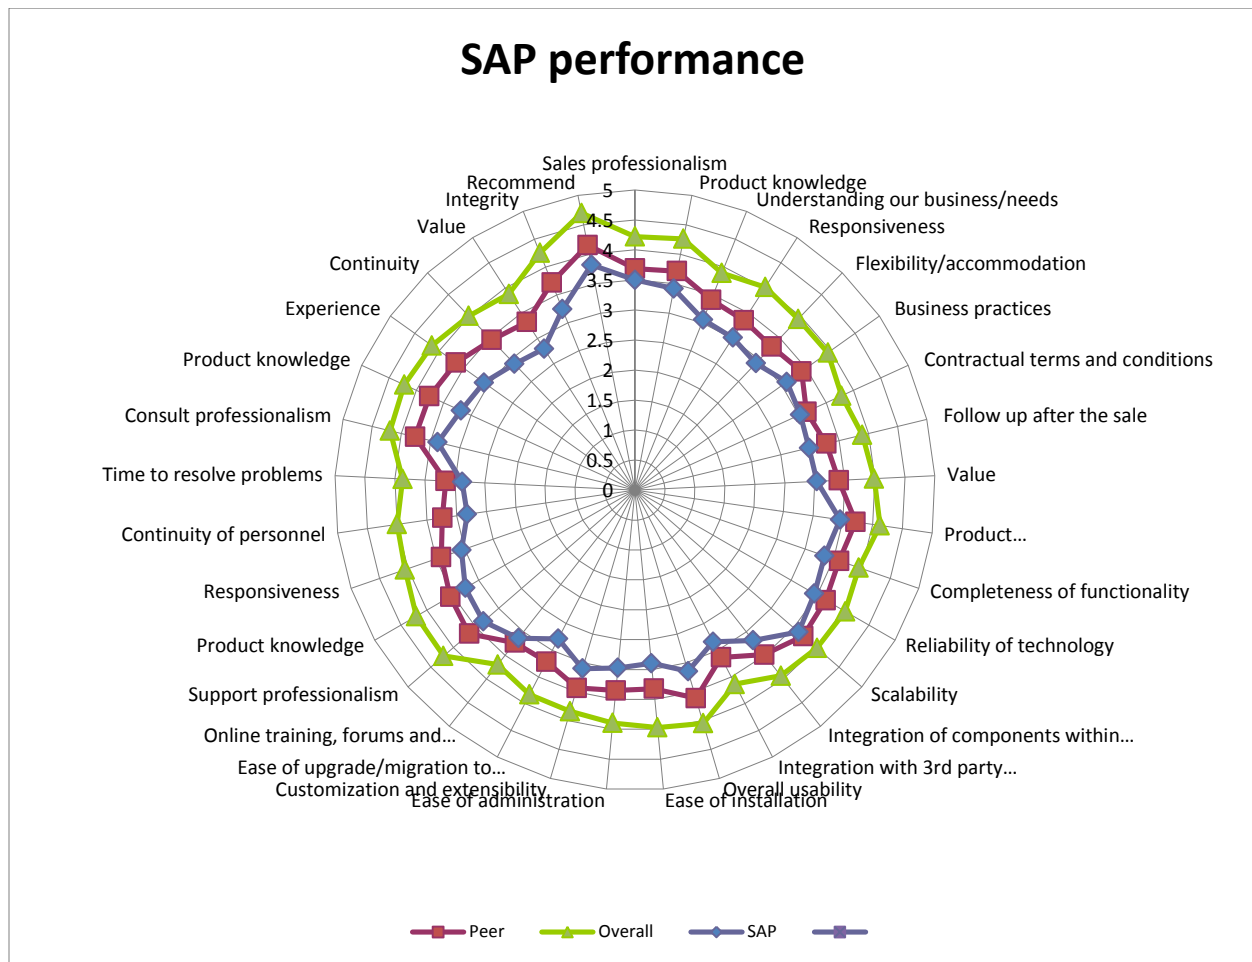 SAP performance
Sales professionalism
Product knowledge
Understanding our business/needs
Responsiveness
Flexibility/accommodation
Business practices
Contractual terms and conditions
Follow up after the sale
Value
Product...
Completeness of functionality
Reliability of technology
Scalability
Integration of components within...
Integration with 3rd party...
Overall usability
Ease of installation
Ease of administration
Customization and extensibility
Ease of upgrade/migration to...
Online training, forums and...
Support professionalism
Product knowledge
Responsiveness
Continuity of personnel
Time to resolve problems
Consult professionalism
Product knowledge
Experience
Continuity
Value
Integrity
Recommend
5
4.5
4
3.5
3
2.5
2
1.5
1
0.5
0
Peer
Overall
SAP